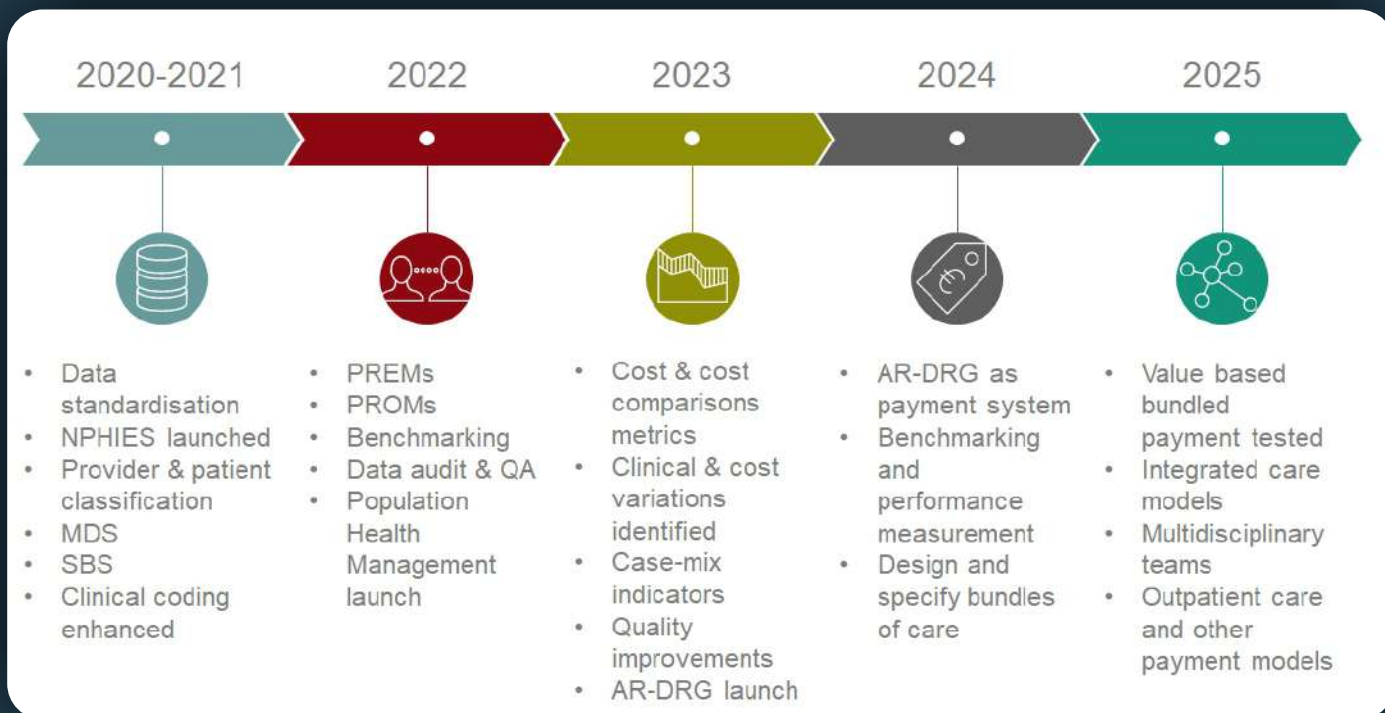 2020-2021
2022
2023
2024
2025
• Data
standardisation
• NPHIES launched
• Provider & patient
classification
• MDS
• SBS
• Clinical coding
enhanced
• PREMs
• PROMs
• Benchmarking
• Data audit & QA
• Population
Health
Management
launch
• Cost & cost
comparisons
metrics
• Clinical & cost
variations
identified
• Case-mix
indicators
• Quality
improvements
• AR-DRG launch
• AR-DRG as
payment system
• Benchmarking
and
performance
measurement
• Design and
specify bundles
of care
• Value based
bundled
payment tested
• Integrated care
models
• Multidisciplinary
teams
• Outpatient care
and other
payment models